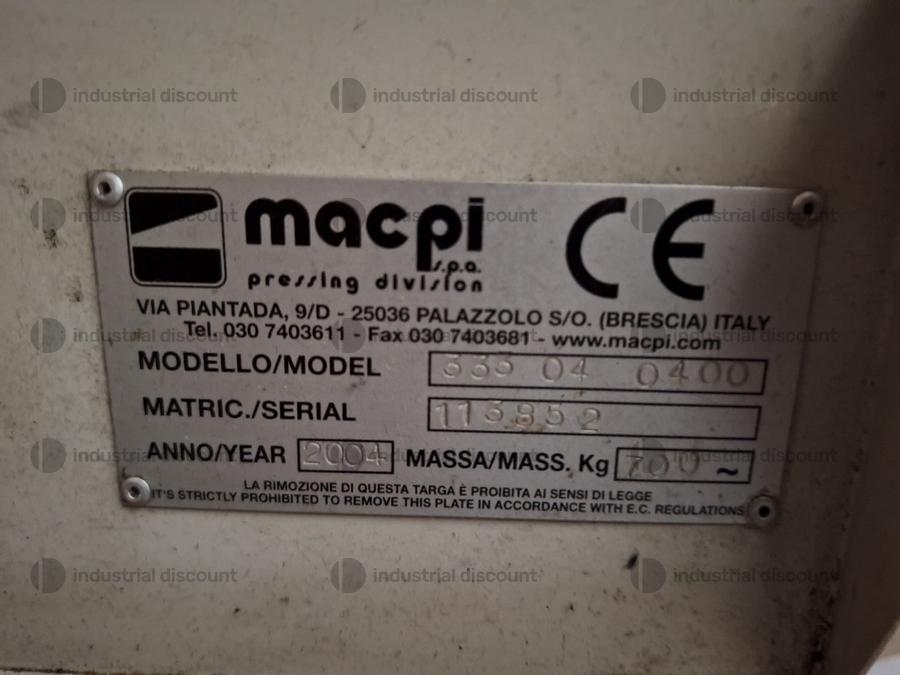 industrial discount industrial discount industrial discount
macpi
s.p.a.
pressing division
CE
VIA PIANTADA, 9/D - 25036 PALAZZOLO S/O. (BRESCIA) ITALY
Tel. 030 7403611 - Fax 030 7403681 - www.macpi.com
MODELLO/MODEL 333 04 0400
MATRIC./SERIAL 113852
ANNO/YEAR 2004 MASSA/MASS. Kg 700 ~
LA RIMOZIONE DI QUESTA TARGA È PROIBITA AI SENSI DI LEGGE
IT'S STRICTLY PROHIBITED TO REMOVE THIS PLATE IN ACCORDANCE WITH E.C. REGULATIONS
industrial discount industrial discount industrial discount